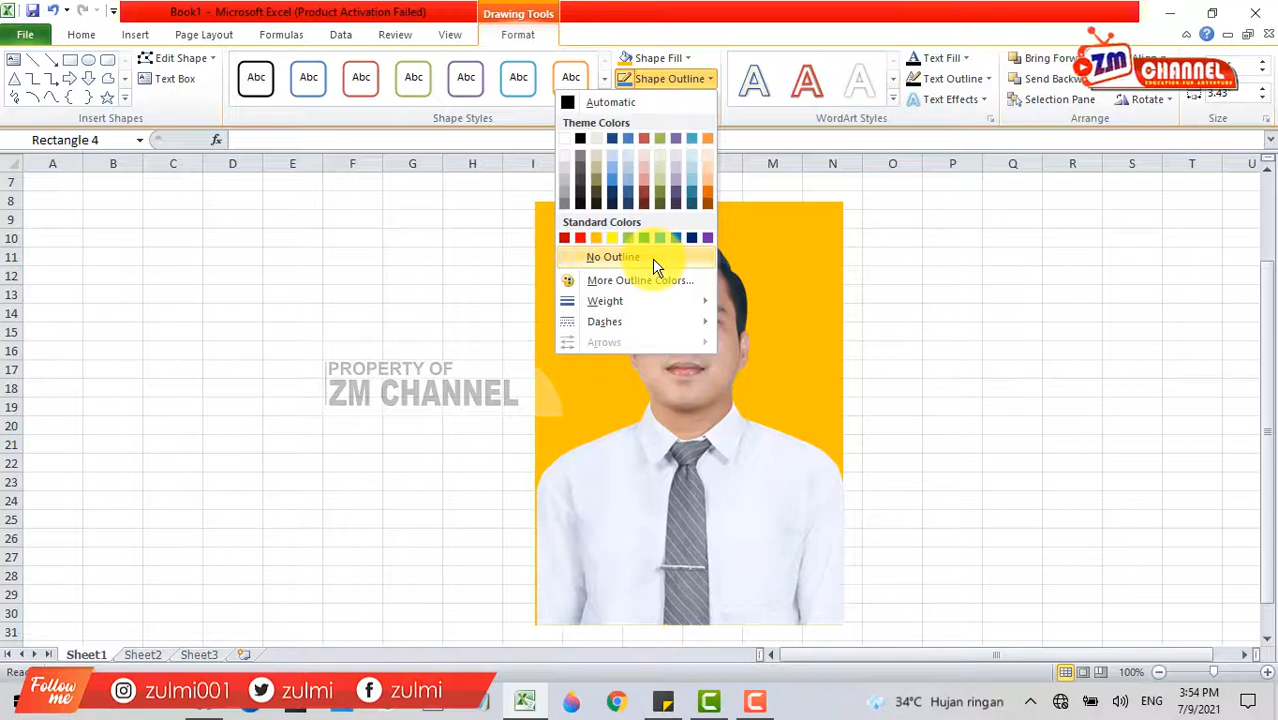 Book1 - Microsoft Excel (Product Activation Failed)
Drawing Tools
File Home Insert Page Layout Formulas Data Review View Format
Edit Shape
Text Box
Insert Shapes
Abc Abc Abc Abc Abc Abc
Shape Styles
Shape Fill
Shape Outline
A A A
WordArt Styles
Text Fill
Text Outline
Text Effects
Bring Forw
Send Backw
Selection Pane
Rotate
Arrange
3.43
Size
ZM CHANNEL
Automatic
Theme Colors
Standard Colors
No Outline
More Outline Colors...
Weight
Dashes
Arrows
Rectangle 4
fx
A B C D E F G H I M N O P Q R S T U
7
8
9
10
11
12
13
14
15
16
17
18
19
20
21
22
23
24
25
26
27
28
29
30
31
PROPERTY OF
ZM CHANNEL
Sheet1 Sheet2 Sheet3
Rea
100%
Follow
me
zulmi001 zulmi zulmi
34°C Hujan ringan
ENG
3:54 PM
7/9/2021